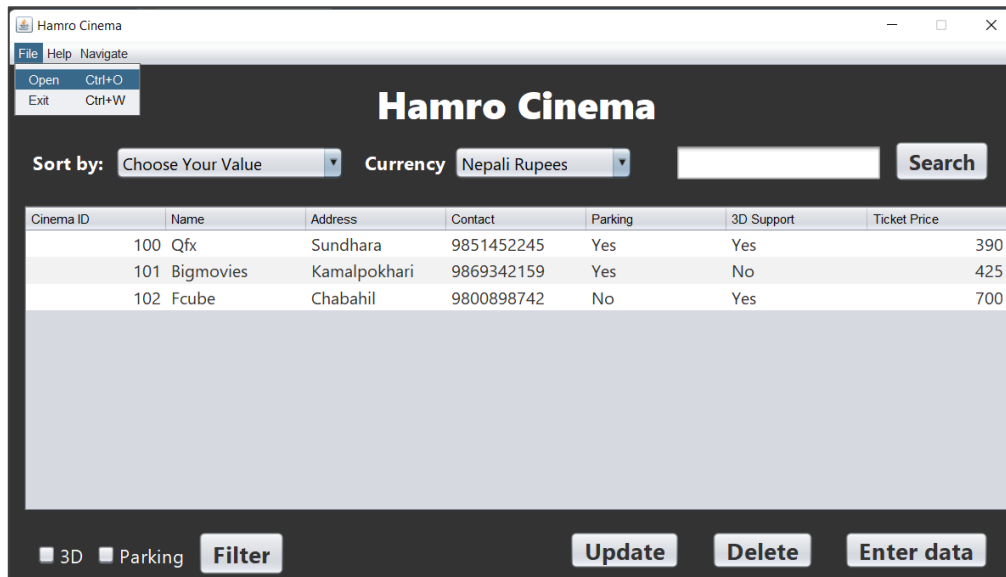 Hamro Cinema
File Help Navigate
Open Ctrl+O
Exit Ctrl+W
Hamro Cinema
Sort by: Choose Your Value Currency Nepali Rupees Search
Cinema ID Name Address Contact Parking 3D Support Ticket Price
100 Qfx Sundhara 9851452245 Yes Yes 390
101 Bigmovies Kamalpokhari 9869342159 Yes No 425
102 Fcube Chabahil 9800898742 No Yes 700
3D Parking Filter Update Delete Enter data